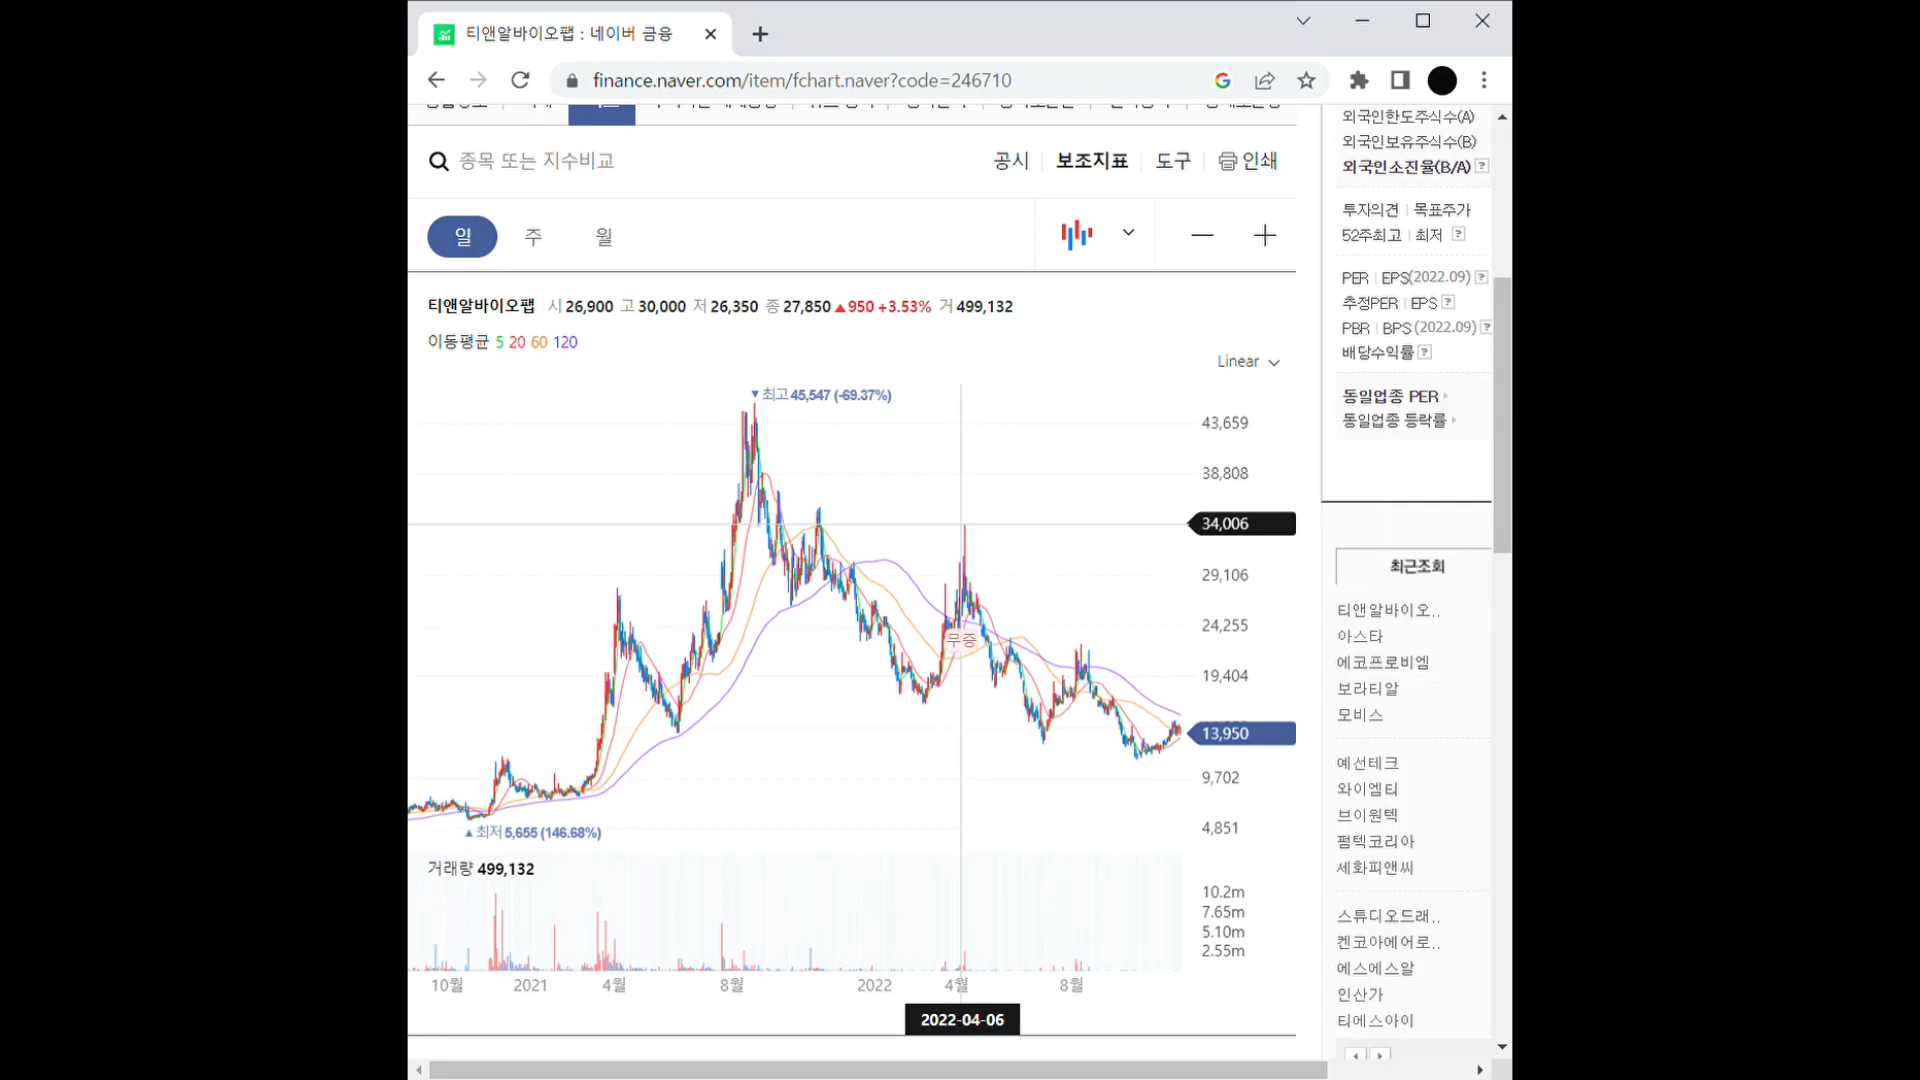 티앤알바이오팹 : 네이버 금융
finance.naver.com/item/fchart.naver?code=246710
종목 또는 지수비교
공시 보조지표 도구 인쇄
일 주 월
티앤알바이오팹 시 26,900 고 30,000 저 26,350 종 27,850 ▲950 +3.53% 거 499,132
이동평균 5 20 60 120
Linear
▼최고 45,547 (-69.37%)
43,659
38,808
34,006
29,106
24,255
무증
19,404
13,950
9,702
4,851
▲최저 5,655 (146.68%)
거래량 499,132
10.2m
7.65m
5.10m
2.55m
10월 2021 4월 8월 2022 4월 8월
2022-04-06
외국인한도주식수(A)
외국인보유주식수(B)
외국인소진율(B/A) ?
투자의견 | 목표주가
52주최고 | 최저 ?
PER | EPS(2022.09) ?
추정PER | EPS ?
PBR | BPS (2022.09) ?
배당수익률 ?
동일업종 PER
동일업종 등락률
최근조회
티앤알바이오..
아스타
에코프로비엠
보라티알
모비스
예선테크
와이엠티
브이원텍
펌텍코리아
세화피앤씨
스튜디오드래..
켄코아에어로..
에스에스알
인산가
티에스아이